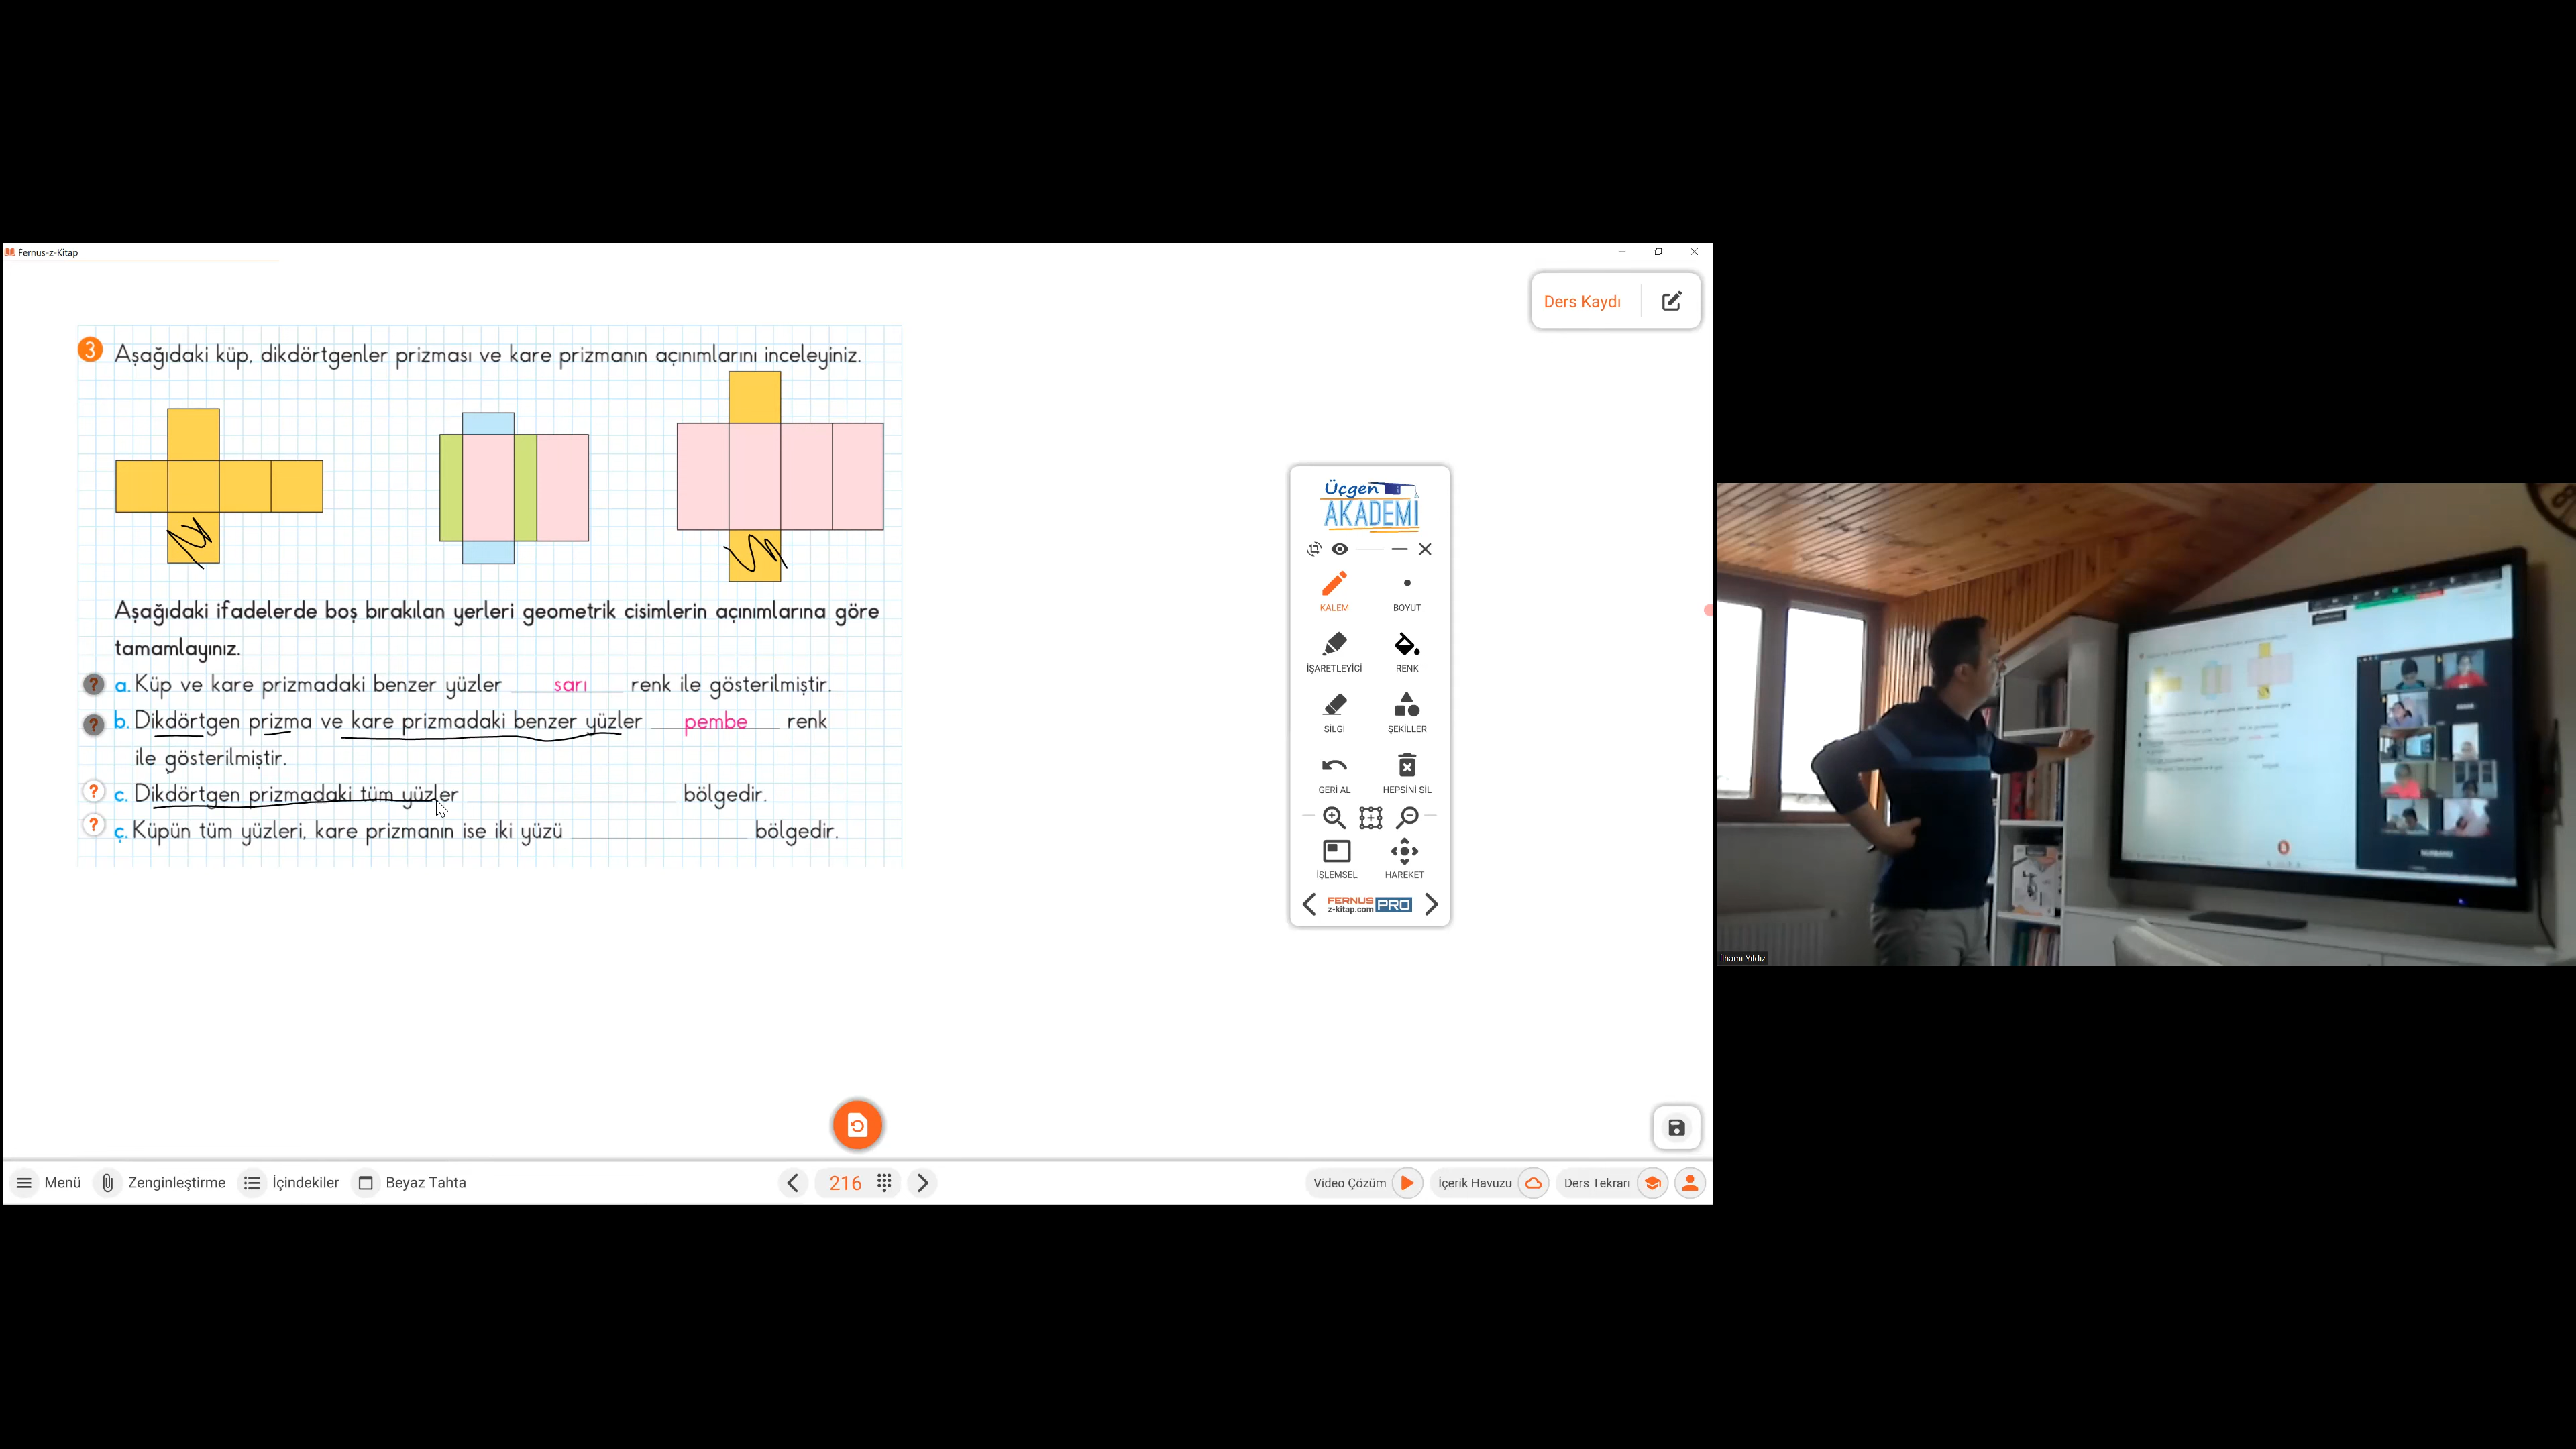 Fernus-z-Kitap
Ders Kaydı
3 Aşağıdaki küp, dikdörtgenler prizması ve kare prizmanın açınımlarını inceleyiniz.
Aşağıdaki ifadelerde boş bırakılan yerleri geometrik cisimlerin açınımlarına göre
tamamlayınız.
? a. Küp ve kare prizmadaki benzer yüzler sarı renk ile gösterilmiştir.
? b. Dikdörtgen prizma ve kare prizmadaki benzer yüzler pembe renk
ile gösterilmiştir.
? c. Dikdörtgen prizmadaki tüm yüzler bölgedir.
? ç. Küpün tüm yüzleri, kare prizmanın ise iki yüzü bölgedir.
Üçgen
AKADEMİ
KALEM BOYUT
İŞARETLEYİCİ RENK
SİLGİ ŞEKİLLER
GERİ AL HEPSİNİ SİL
İŞLEMSEL HAREKET
FERNUS
z-kitap.com PRO
İlhami Yıldız
Menü Zenginleştirme İçindekiler Beyaz Tahta 216 Video Çözüm İçerik Havuzu Ders Tekrarı